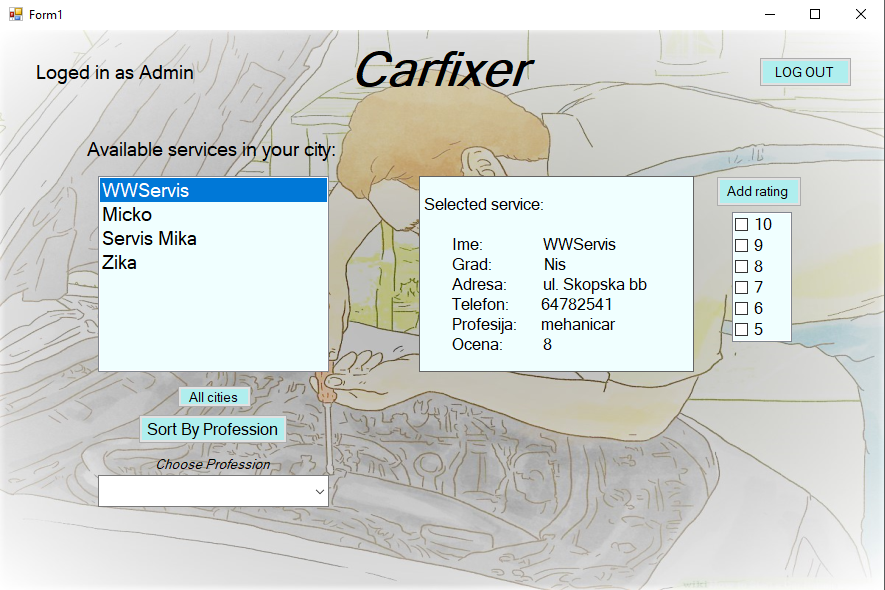 Form1
Loged in as Admin
Carfixer
LOG OUT
Available services in your city:
WWServis
Micko
Servis Mika
Zika
Selected service:
Ime: WWServis
Grad: Nis
Adresa: ul. Skopska bb
Telefon: 64782541
Profesija: mehanicar
Ocena: 8
Add rating
10
9
8
7
6
5
All cities
Sort By Profession
Choose Profession